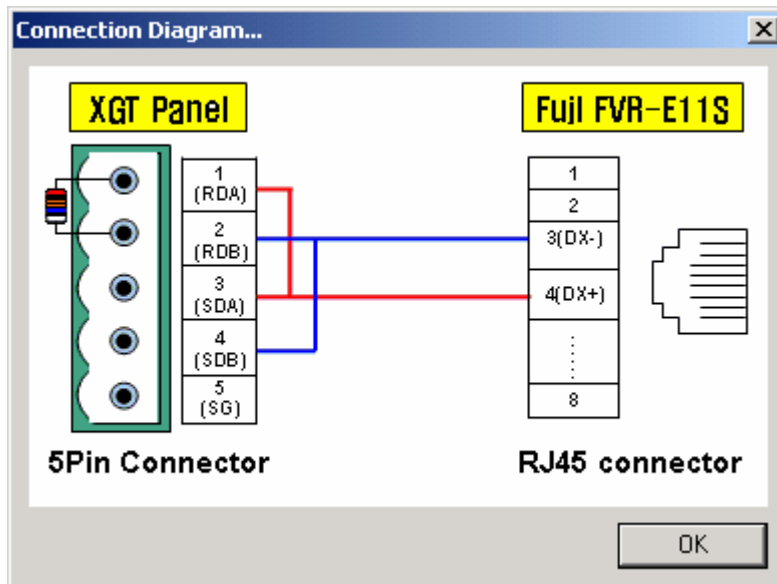 Connection Diagram...
XGT Panel
Fuji FVR-E11S
1
(RDA)
2
(RDB)
3
(SDA)
4
(SDB)
5
(SG)
1
2
3(DX-)
4(DX+)
8
5Pin Connector
RJ45 connector
OK